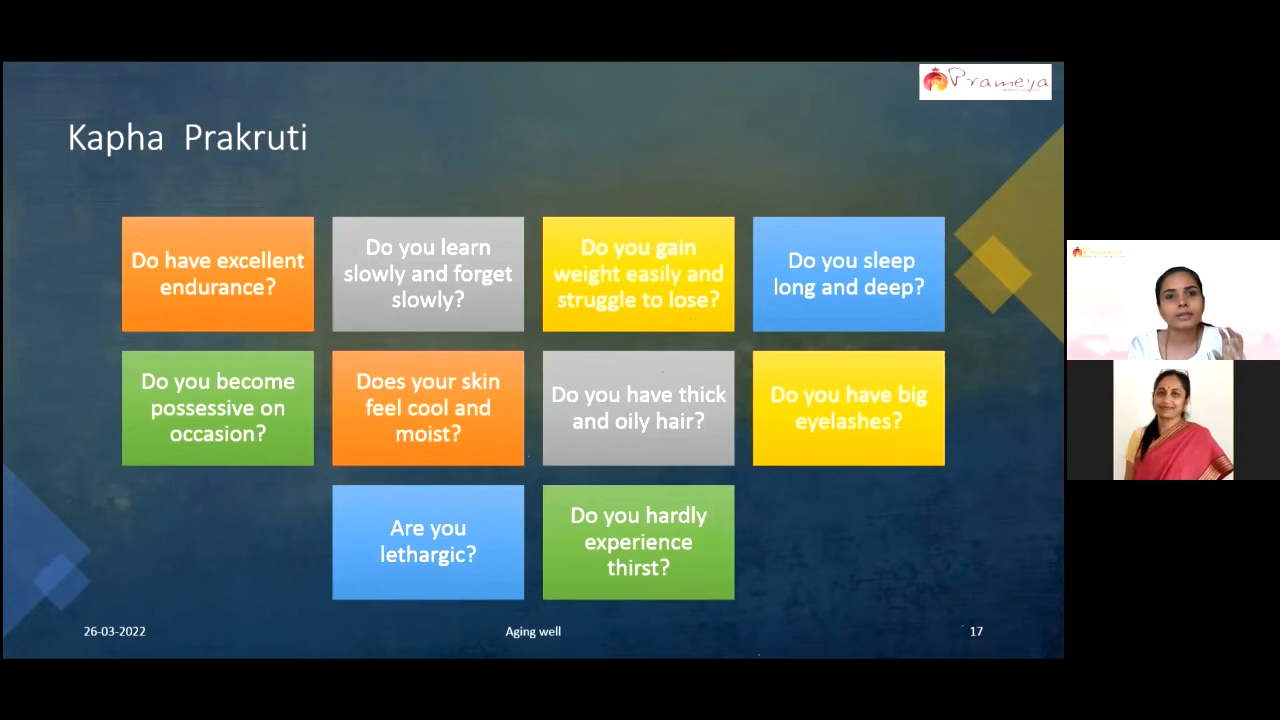 Prameya
Kapha Prakruti
Do have excellent
endurance?
Do you learn
slowly and forget
slowly?
Do you gain
weight easily and
struggle to lose?
Do you sleep
long and deep?
Do you become
possessive on
occasion?
Does your skin
feel cool and
moist?
Do you have thick
and oily hair?
Do you have big
eyelashes?
Are you
lethargic?
Do you hardly
experience
thirst?
26-03-2022
Aging well
17
Prameya